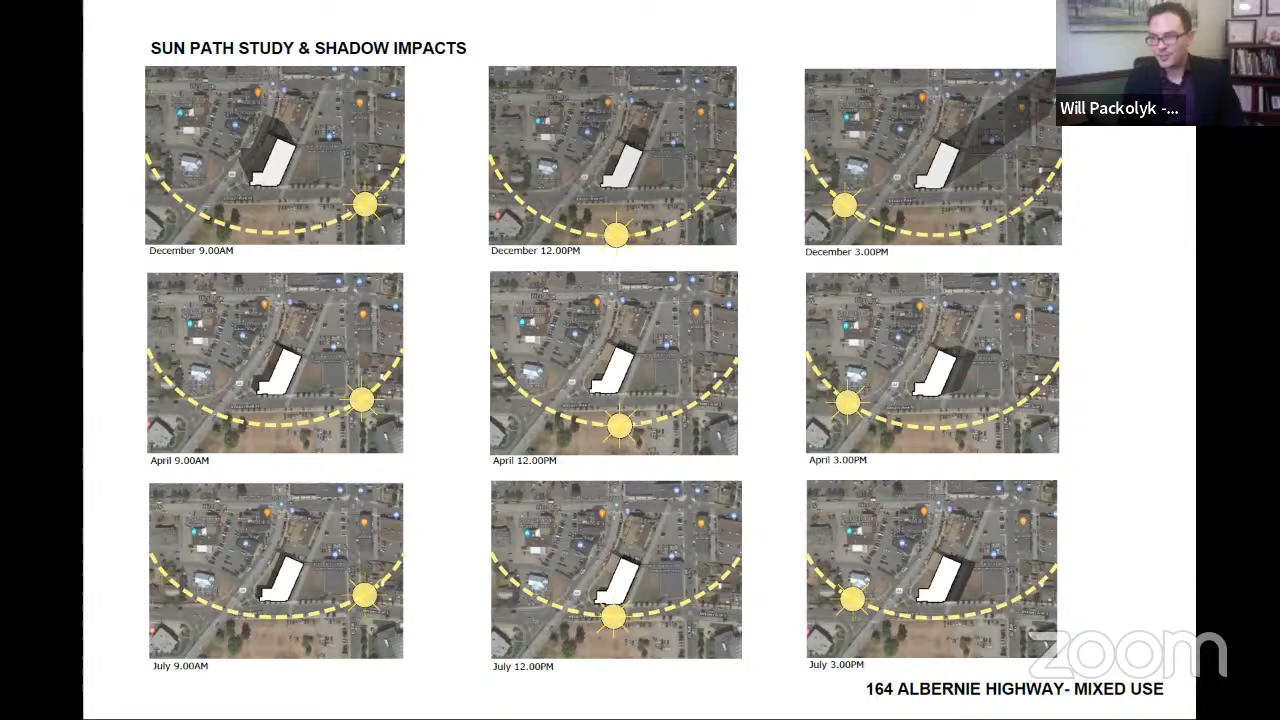 SUN PATH STUDY & SHADOW IMPACTS
Will Packolyk -...
December 9.00AM
December 12.00PM
December 3.00PM
April 9.00AM
April 12.00PM
April 3.00PM
July 9.00AM
July 12.00PM
July 3.00PM
zoom
164 ALBERNIE HIGHWAY- MIXED USE